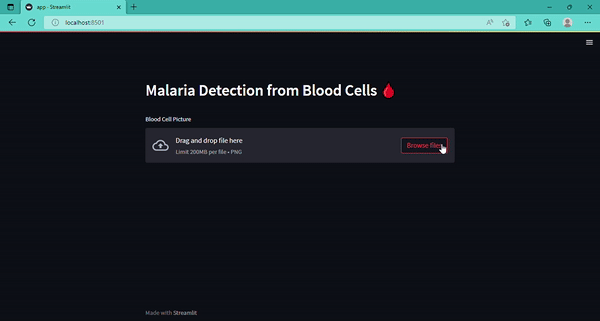 app · Streamlit
localhost:8501
Malaria Detection from Blood Cells
Blood Cell Picture
Drag and drop file here
Browse files
Limit 200MB per file • PNG
Made with Streamlit